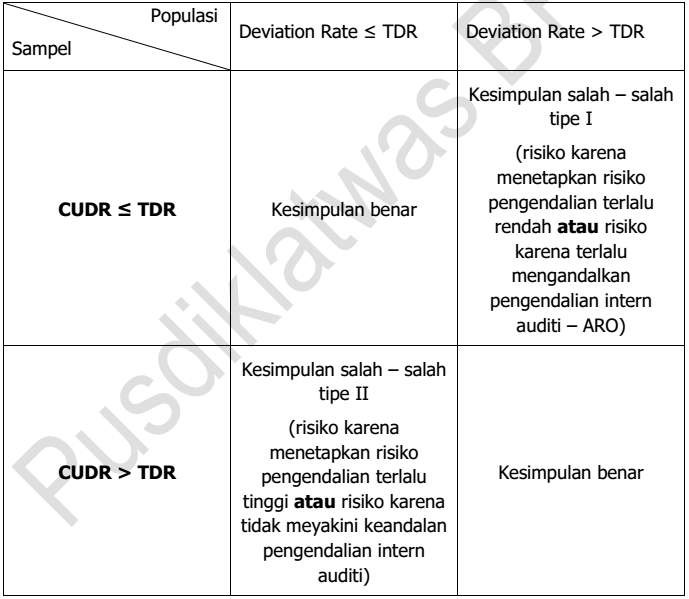 Populasi
Sampel
Deviation Rate ≤ TDR
Deviation Rate > TDR
CUDR ≤ TDR
Kesimpulan benar
Kesimpulan salah – salah
tipe I
(risiko karena
menetapkan risiko
pengendalian terlalu
rendah atau risiko
karena terlalu
mengandalkan
pengendalian intern
auditi – ARO)
CUDR > TDR
Kesimpulan salah – salah
tipe II
(risiko karena
menetapkan risiko
pengendalian terlalu
tinggi atau risiko karena
tidak meyakini keandalan
pengendalian intern
auditi)
Kesimpulan benar
Pusdiklatwas